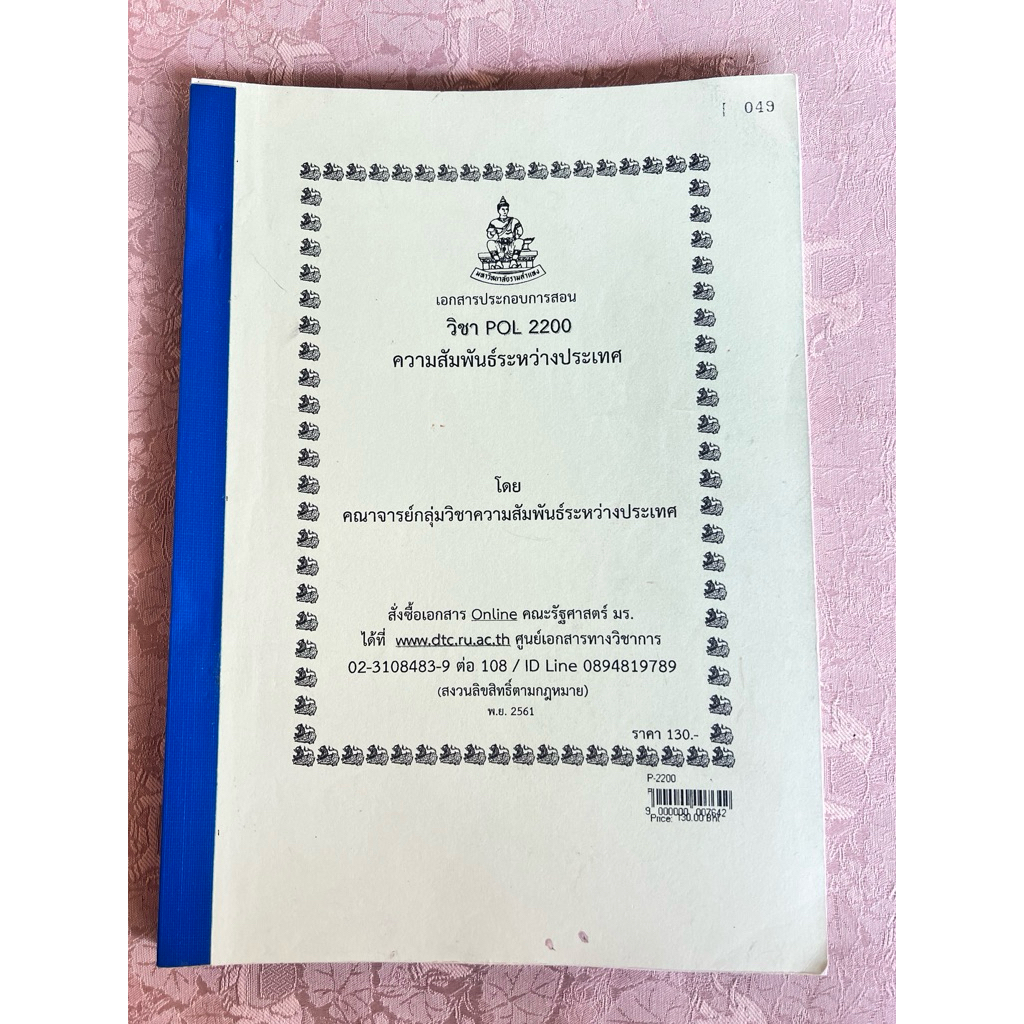 049
มหาวิทยาลัยรามคำแหง
เอกสารประกอบการสอน
วิชา POL 2200
ความสัมพันธ์ระหว่างประเทศ
โดย
คณาจารย์กลุ่มวิชาความสัมพันธ์ระหว่างประเทศ
สั่งซื้อเอกสาร Online คณะรัฐศาสตร์ มร.
ได้ที่ www.dtc.ru.ac.th ศูนย์เอกสารทางวิชาการ
02-3108483-9 ต่อ 108 / ID Line 0894819789
(สงวนลิขสิทธิ์ตามกฎหมาย)
พ.ย. 2561
ราคา 130.-
P-2200
9 000000 007642
Price: 130.00 Bht